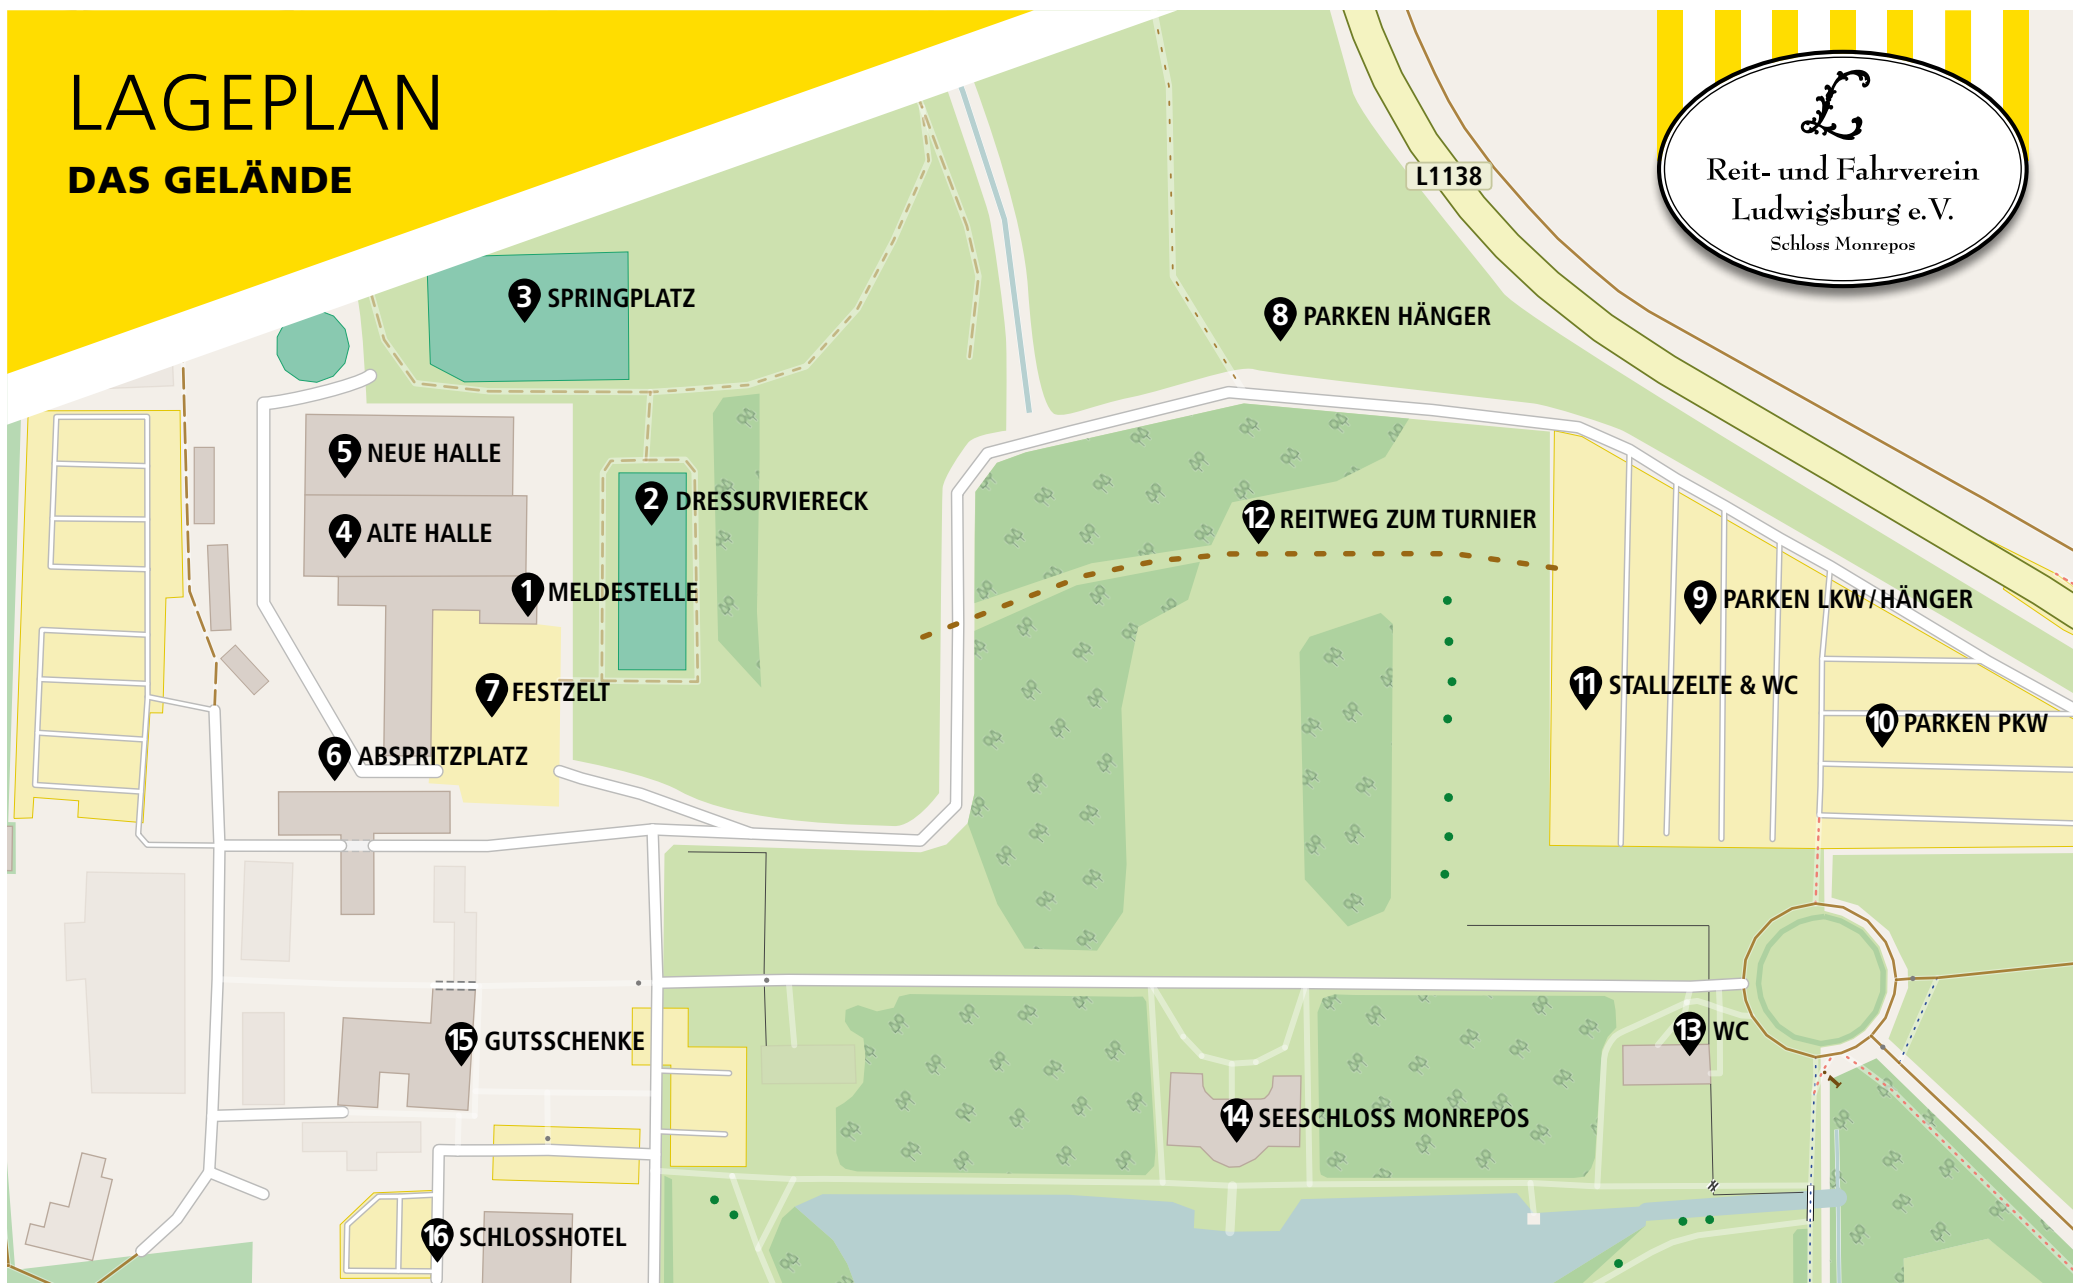 LAGEPLAN
DAS GELÄNDE
L
Reit- und Fahrverein
Ludwigsburg e.V.
Schloss Monrepos
L1138
3 SPRINGPLATZ
8 PARKEN HÄNGER
5 NEUE HALLE
2 DRESSURVIERECK
4 ALTE HALLE
12 REITWEG ZUM TURNIER
1 MELDESTELLE
9 PARKEN LKW/HÄNGER
7 FESTZELT
11 STALLZELTE & WC
10 PARKEN PKW
6 ABSPRITZPLATZ
15 GUTSSCHENKE
13 WC
1
14 SEESCHLOSS MONREPOS
16 SCHLOSSHOTEL